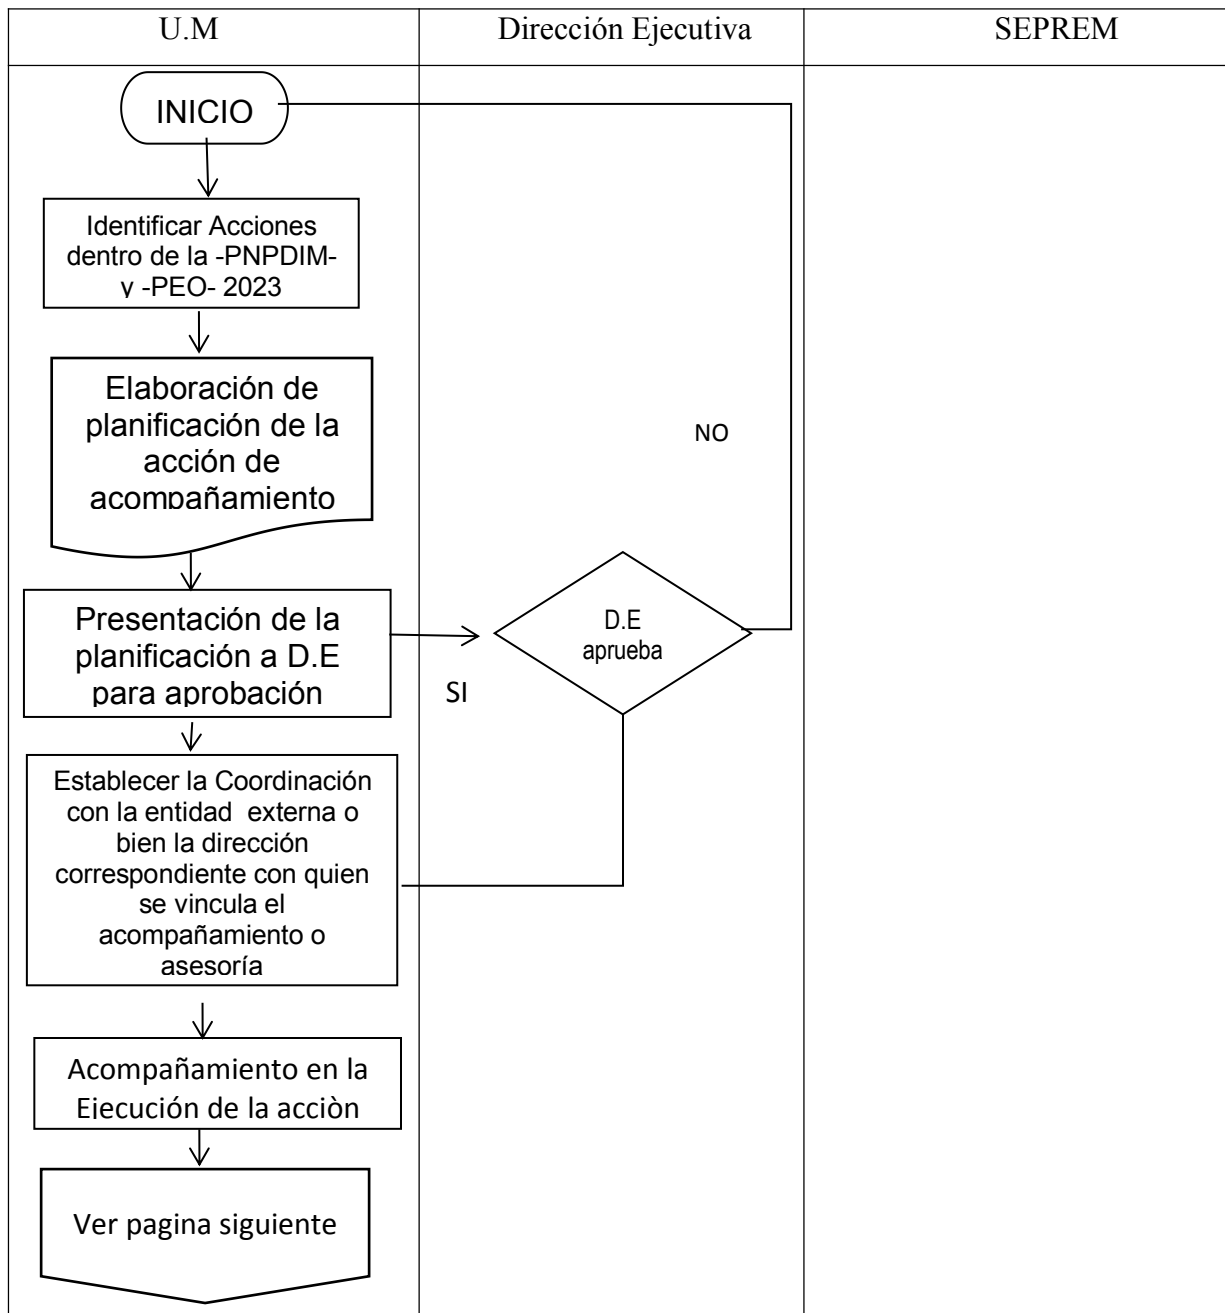 U.M
Dirección Ejecutiva
SEPREM
INICIO
Identificar Acciones
dentro de la -PNPDIM-
y -PEO- 2023
Elaboración de
planificación de la
acción de
acompañamiento
NO
Presentación de la
planificación a D.E
para aprobación
D.E
aprueba
SI
Establecer la Coordinación
con la entidad externa o
bien la dirección
correspondiente con quien
se vincula el
acompañamiento o
asesoría
Acompañamiento en la
Ejecución de la acciòn
Ver pagina siguiente